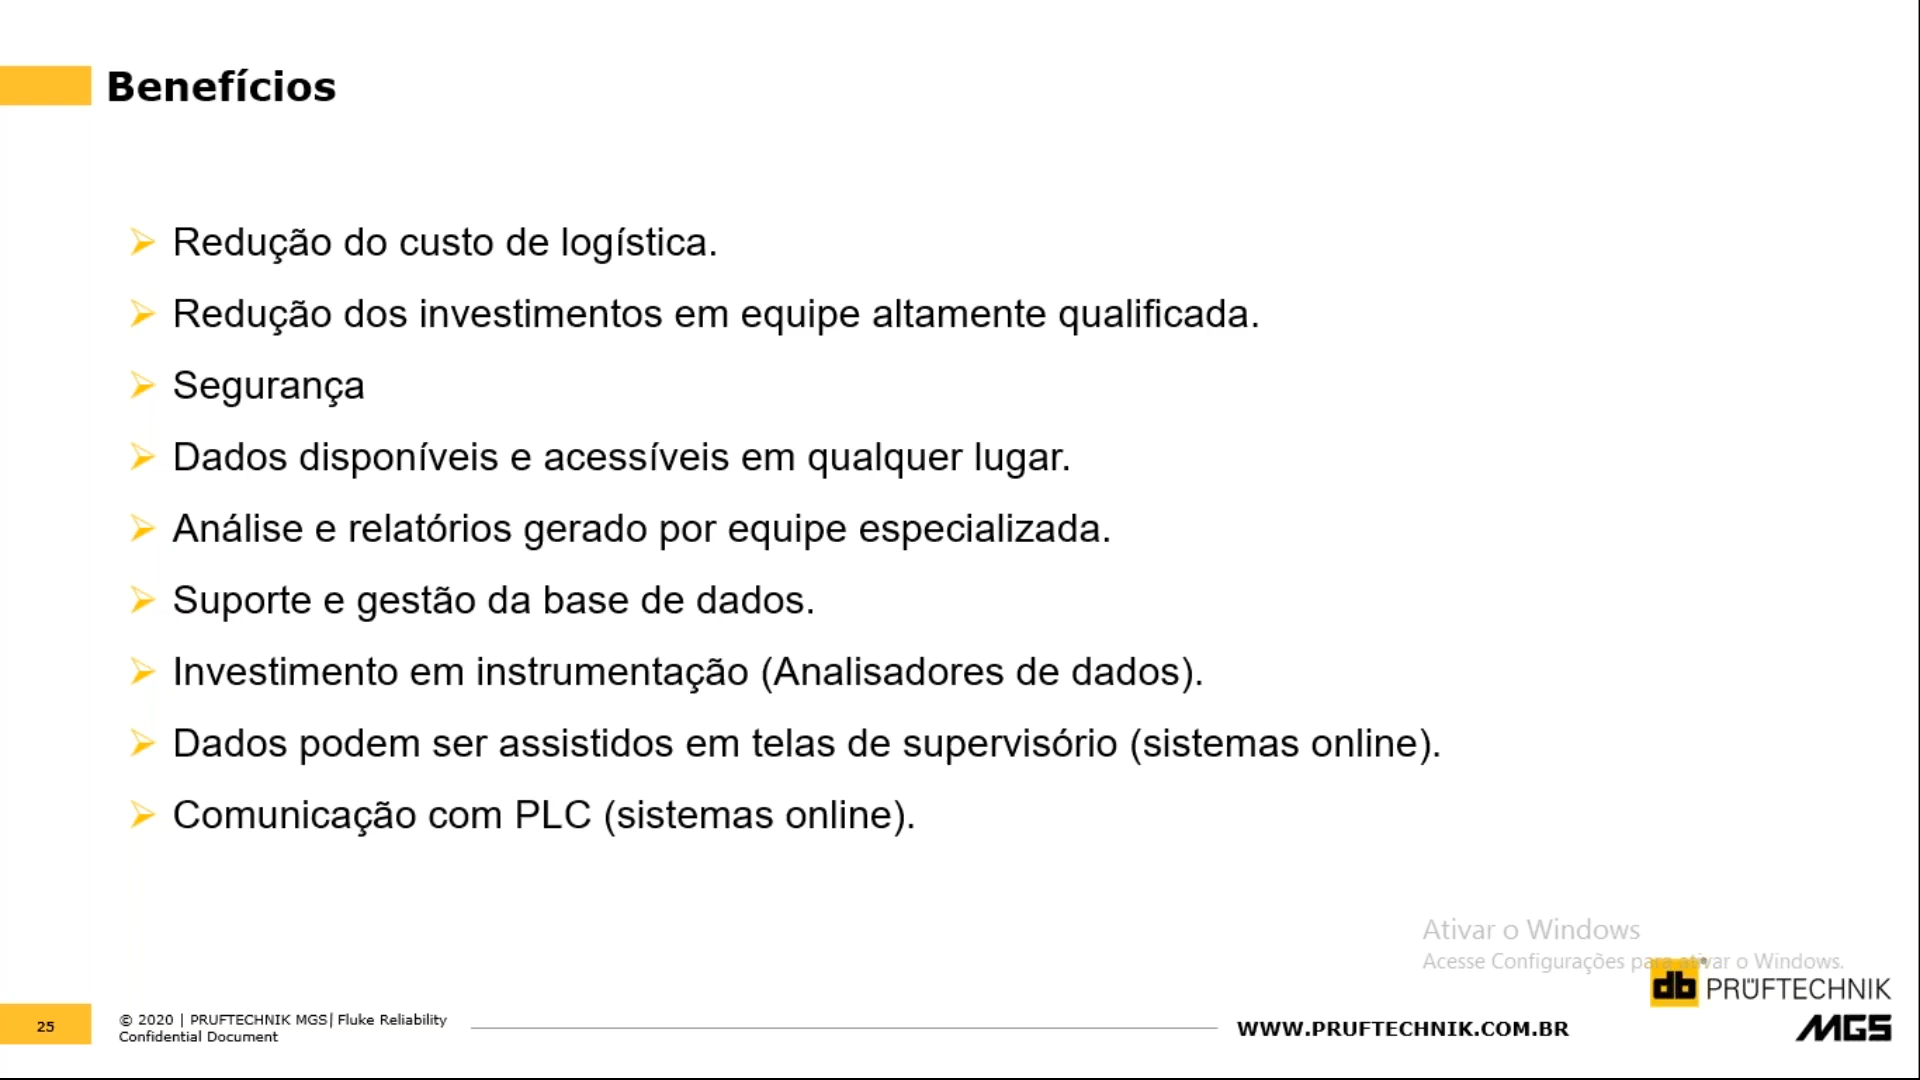 Benefícios
Redução do custo de logística.
Redução dos investimentos em equipe altamente qualificada.
Segurança
Dados disponíveis e acessíveis em qualquer lugar.
Análise e relatórios gerado por equipe especializada.
Suporte e gestão da base de dados.
Investimento em instrumentação (Analisadores de dados).
Dados podem ser assistidos em telas de supervisório (sistemas online).
Comunicação com PLC (sistemas online).
Ativar o Windows
Acesse Configurações para ativar o Windows.
db PRÜFTECHNIK
25
© 2020 | PRUFTECHNIK MGS| Fluke Reliability
Confidential Document
WWW.PRUFTECHNIK.COM.BR
MGS